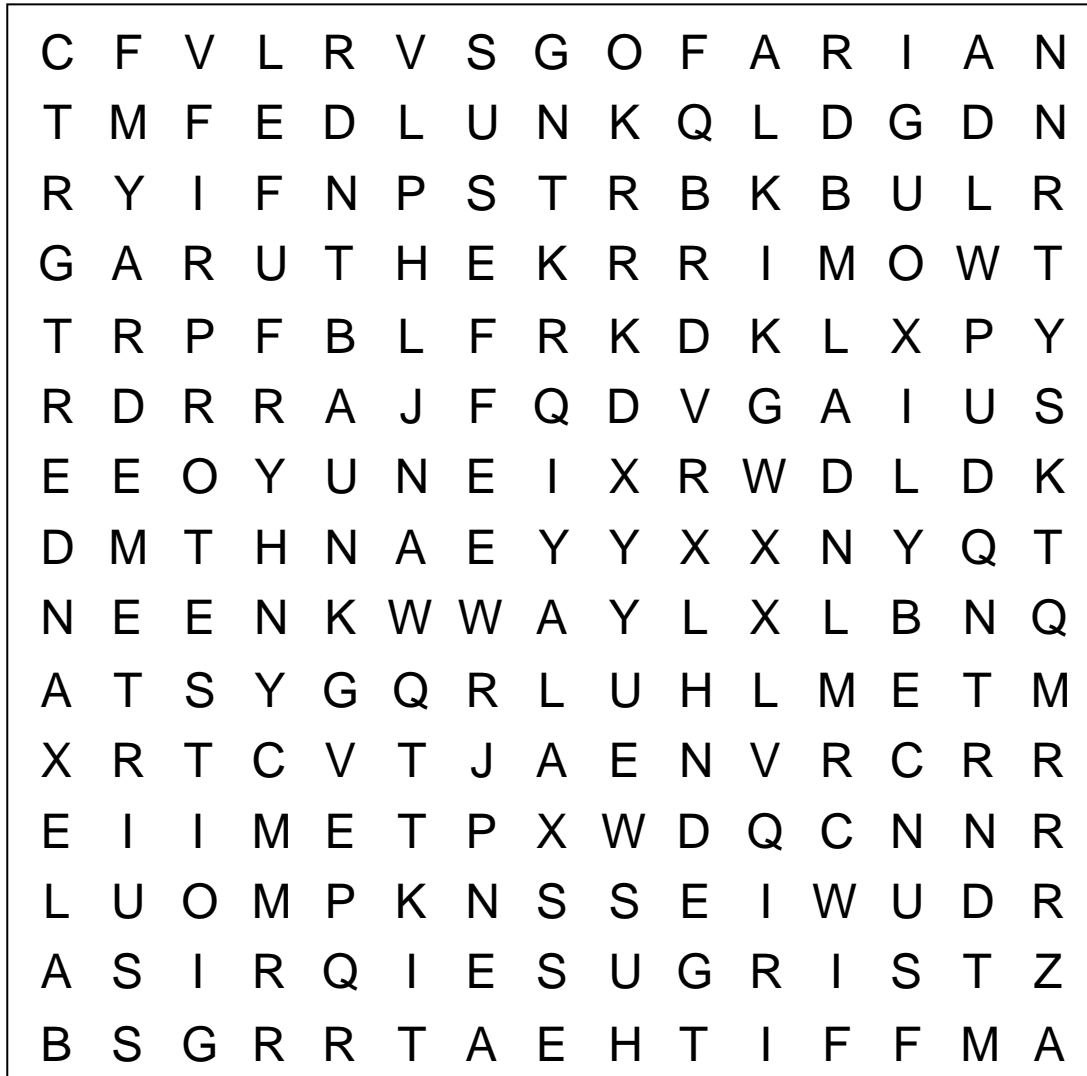 C F V L R V S G O F A R I A N
T M F E D L U N K Q L D G D N
R Y I F N P S T R B K B U L R
G A R U T H E K R R I M O W T
T R P F B L F R K D K L X P Y
R D R R A J F Q D V G A I U S
E E O Y U N E I X R W D L D K
D M T H N A E Y Y X X N Y Q T
N E E N K W W A Y L X L B N Q
A T S Y G Q R L U H L M E T M
X R T C V T J A E N V R C R R
E I I M E T P X W D Q C N N R
L U O M P K N S S E I W U D R
A S I R Q I E S U G R I S T Z
B S G R R T A E H T I F F M A